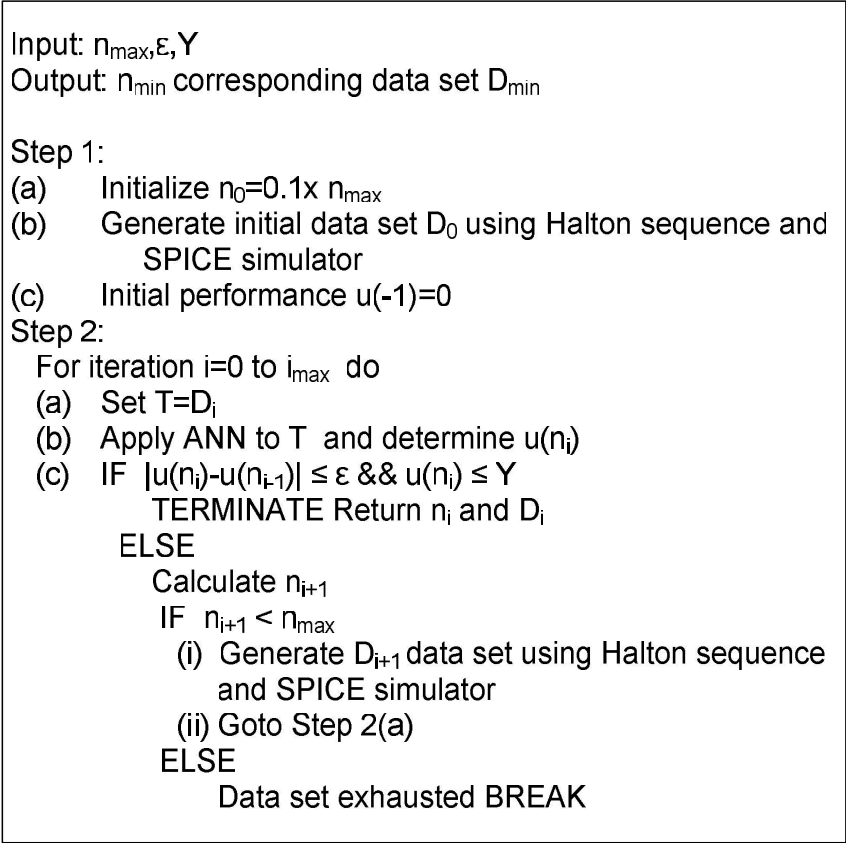 Input: nmax,ε,Y
Output: nmin corresponding data set Dmin
Step 1:
(a) Initialize n0=0.1x nmax
(b) Generate initial data set D0 using Halton sequence and
SPICE simulator
(c) Initial performance u(-1)=0
Step 2:
For iteration i=0 to imax do
(a) Set T=Di
(b) Apply ANN to T and determine u(ni)
(c) IF |u(ni)-u(ni-1)| ≤ ε && u(ni) ≤ Y
TERMINATE Return ni and Di
ELSE
Calculate ni+1
IF ni+1 < nmax
(i) Generate Di+1 data set using Halton sequence
and SPICE simulator
(ii) Goto Step 2(a)
ELSE
Data set exhausted BREAK